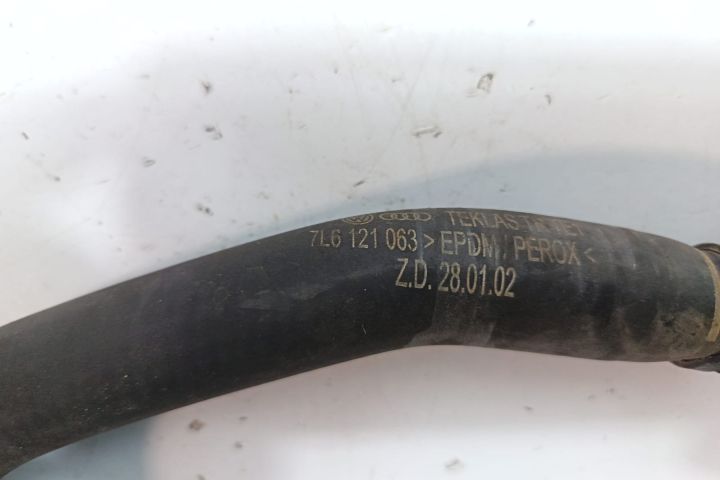 TEKLAS
7L6 121 063 > EPDM / PEROX <
Z.D. 28.01.02